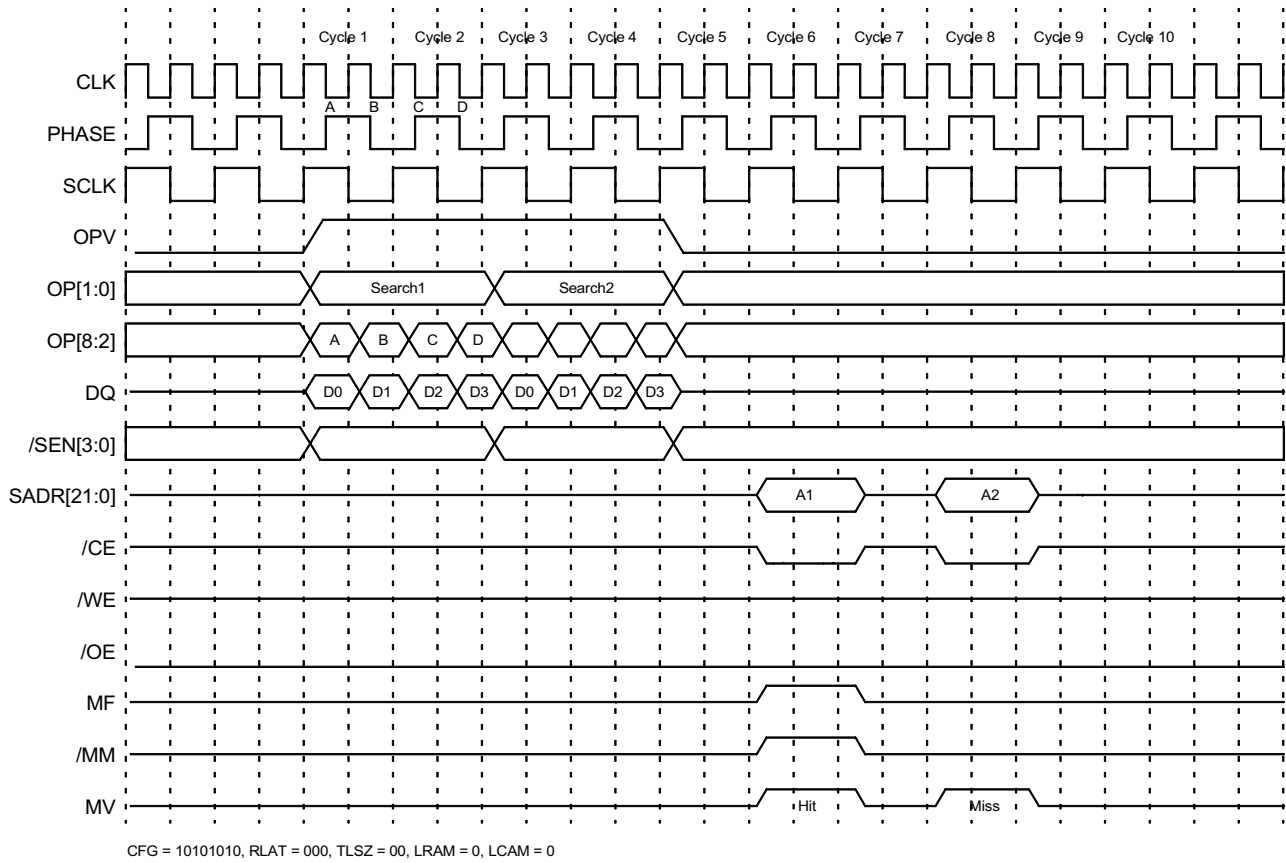 Cycle 1 Cycle 2 Cycle 3 Cycle 4 Cycle 5 Cycle 6 Cycle 7 Cycle 8 Cycle 9 Cycle 10
CLK
A B C D
PHASE
SCLK
OPV
OP[1:0] Search1 Search2
OP[8:2] A B C D
DQ D0 D1 D2 D3 D0 D1 D2 D3
/SEN[3:0]
SADR[21:0] A1 A2
/CE
/WE
/OE
MF
/MM
MV Hit Miss
CFG = 10101010, RLAT = 000, TLSZ = 00, LRAM = 0, LCAM = 0